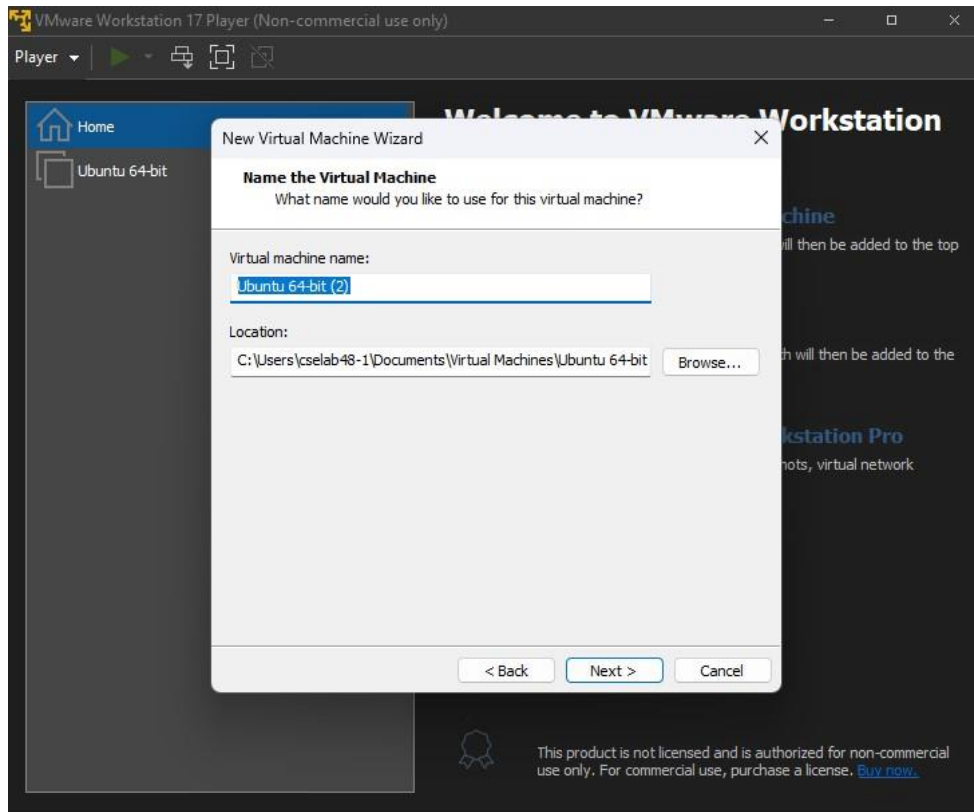 VMware Workstation 17 Player (Non-commercial use only)
Player
Home
Ubuntu 64-bit
Welcome to VMware Workstation
New Virtual Machine Wizard
Name the Virtual Machine
What name would you like to use for this virtual machine?
chine
ill then be added to the top
Virtual machine name:
Ubuntu 64-bit (2)
Location:
C:\Users\cselab48-1\Documents\Virtual Machines\Ubuntu 64-bit
Browse...
h will then be added to the
kstation Pro
hots, virtual network
< Back
Next >
Cancel
This product is not licensed and is authorized for non-commercial
use only. For commercial use, purchase a license. Buy now.